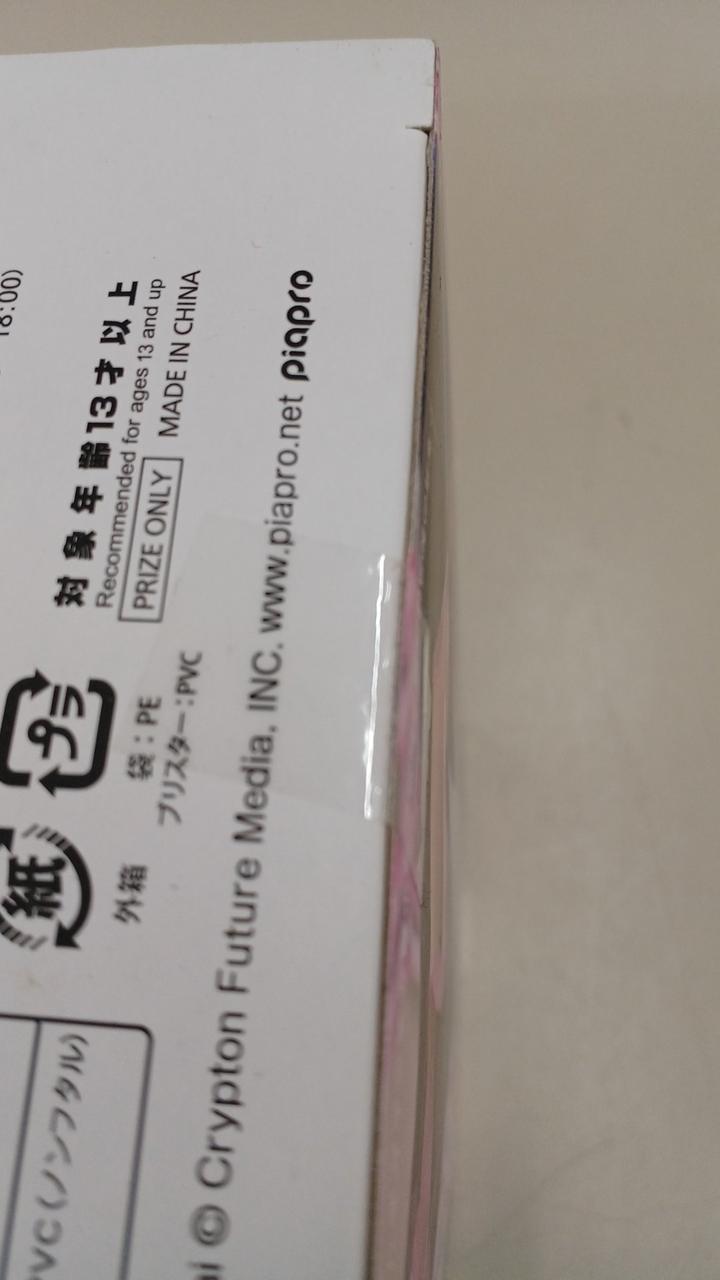 18:00)
対象年齢13才以上
Recommended for ages 13 and up
PRIZE ONLY MADE IN CHINA
プラ
袋：PE
ブリスター：PVC
紙
外箱
PVC (ノンフタル)
© Crypton Future Media, INC. www.piapro.net piapro